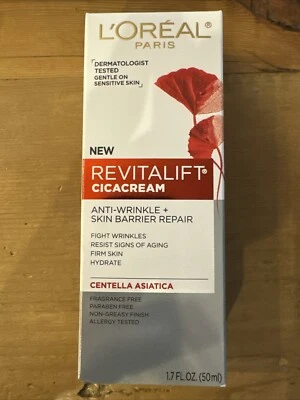 L'ORÉAL
PARIS
DERMATOLOGIST
TESTED
GENTLE ON
SENSITIVE SKIN
NEW
REVITALIFT®
CICACREAM
ANTI-WRINKLE +
SKIN BARRIER REPAIR
FIGHT WRINKLES
RESIST SIGNS OF AGING
FIRM SKIN
HYDRATE
CENTELLA ASIATICA
FRAGRANCE FREE
PARABEN FREE
NON-GREASY FINISH
ALLERGY TESTED
1.7 FL.OZ. (50 ml)